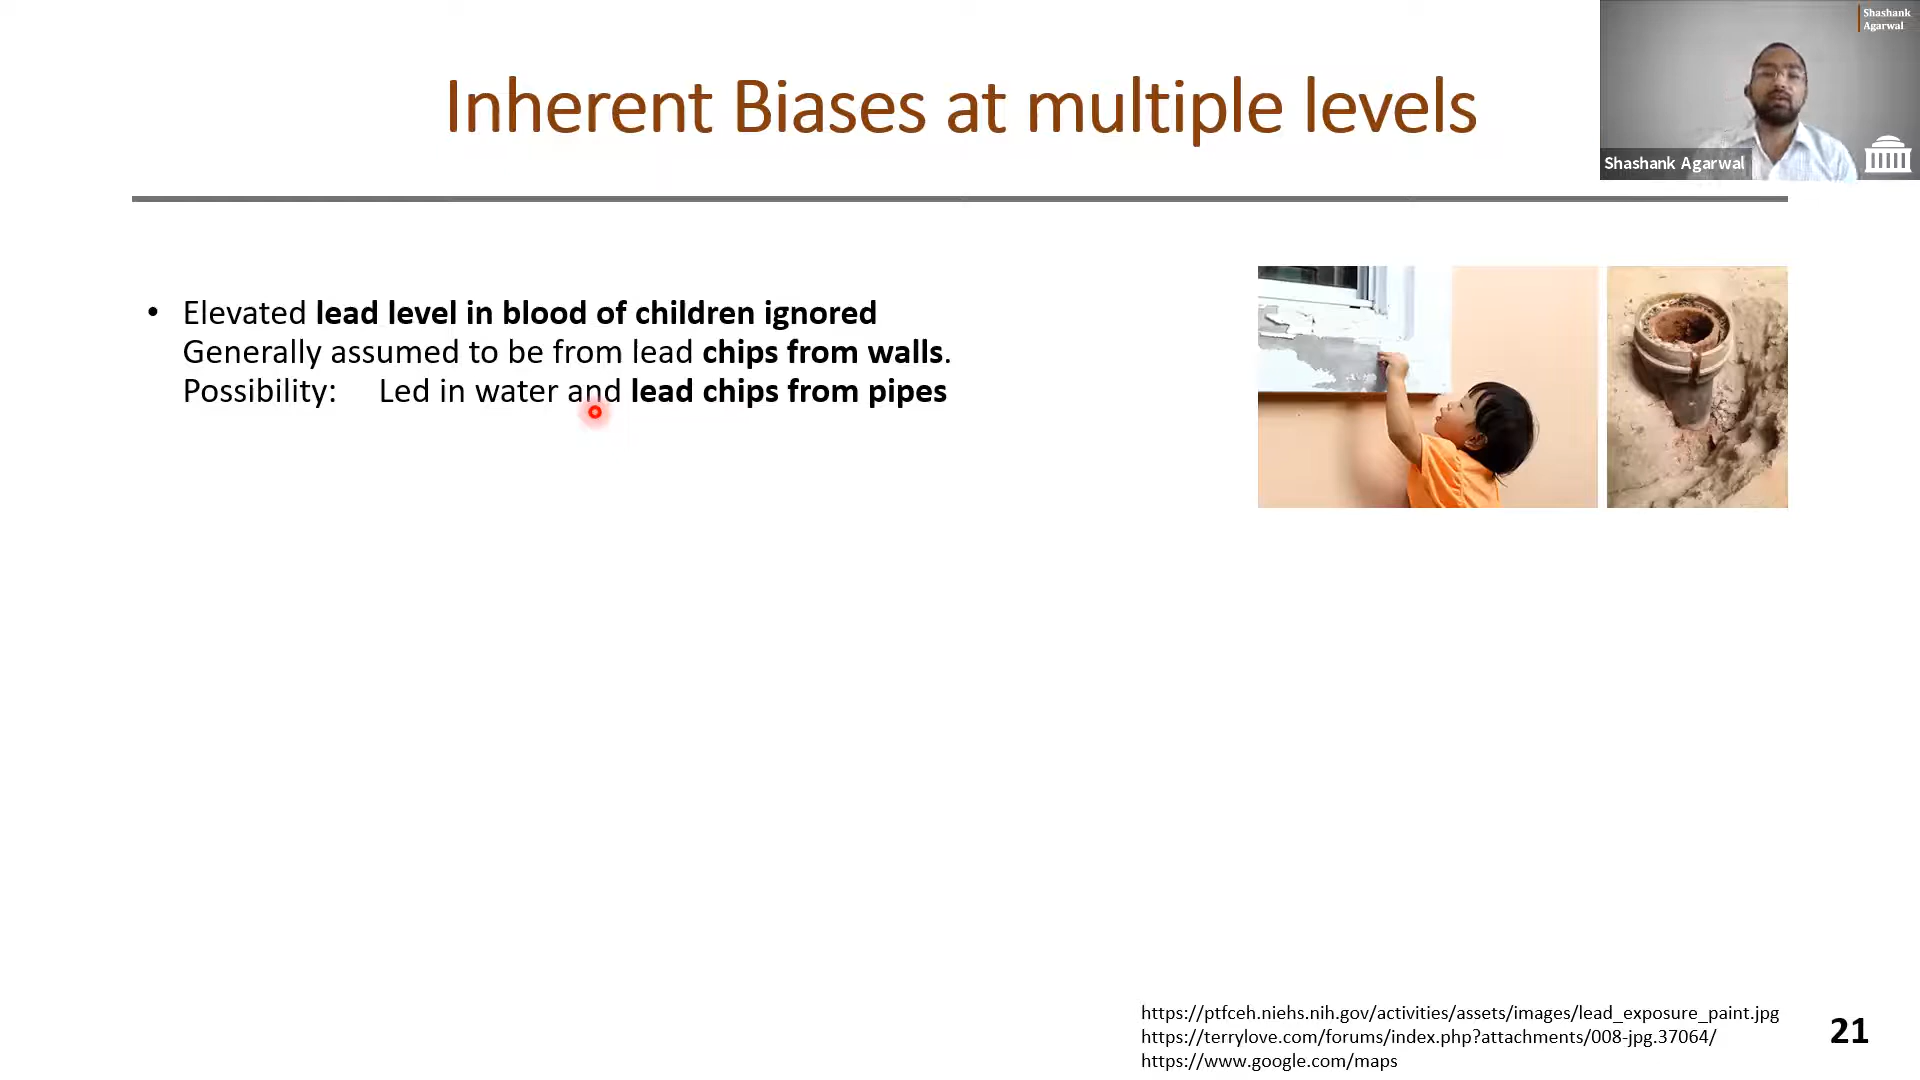 Inherent Biases at multiple levels
Shashank
Agarwal
Shashank Agarwal
• Elevated lead level in blood of children ignored
Generally assumed to be from lead chips from walls.
Possibility: Led in water and lead chips from pipes
https://ptfceh.niehs.nih.gov/activities/assets/images/lead_exposure_paint.jpg
https://terrylove.com/forums/index.php?attachments/008-jpg.37064/
https://www.google.com/maps
21